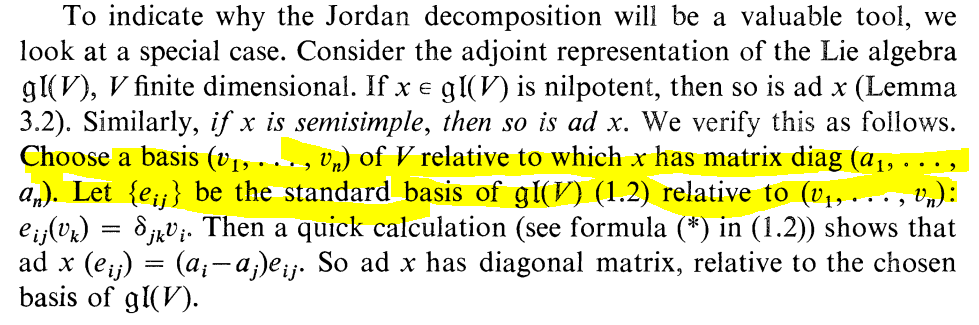 To indicate why the Jordan decomposition will be a valuable tool, we
look at a special case. Consider the adjoint representation of the Lie algebra
𝔤𝔩(V), V finite dimensional. If x ∈ 𝔤𝔩(V) is nilpotent, then so is ad x (Lemma
3.2). Similarly, if x is semisimple, then so is ad x. We verify this as follows.
Choose a basis (v₁, . . . , vₙ) of V relative to which x has matrix diag (a₁, . . . ,
aₙ). Let {eᵢⱼ} be the standard basis of 𝔤𝔩(V) (1.2) relative to (v₁, . . . , vₙ):
eᵢⱼ(vₖ) = δⱼₖvᵢ. Then a quick calculation (see formula (*) in (1.2)) shows that
ad x (eᵢⱼ) = (aᵢ−aⱼ)eᵢⱼ. So ad x has diagonal matrix, relative to the chosen
basis of 𝔤𝔩(V).